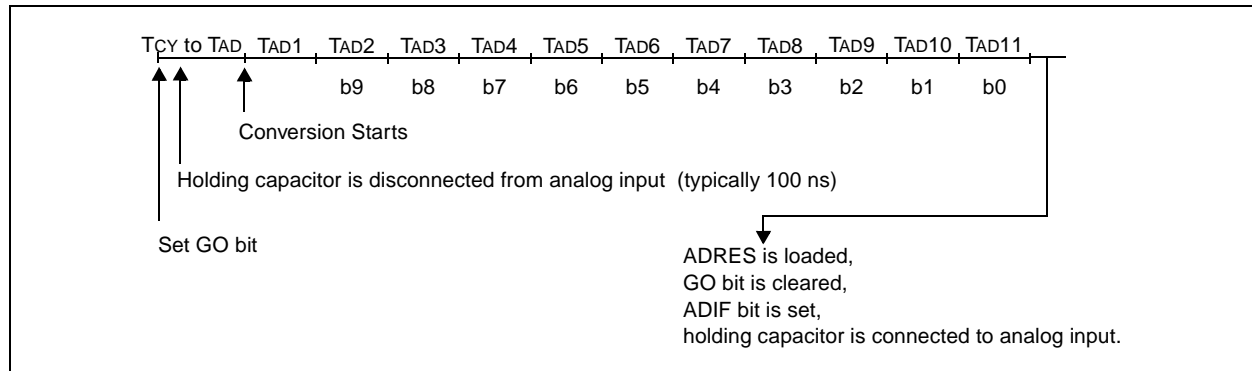 TCY to TAD TAD1 TAD2 TAD3 TAD4 TAD5 TAD6 TAD7 TAD8 TAD9 TAD10 TAD11
b9 b8 b7 b6 b5 b4 b3 b2 b1 b0
Conversion Starts
Holding capacitor is disconnected from analog input (typically 100 ns)
Set GO bit
ADRES is loaded,
GO bit is cleared,
ADIF bit is set,
holding capacitor is connected to analog input.